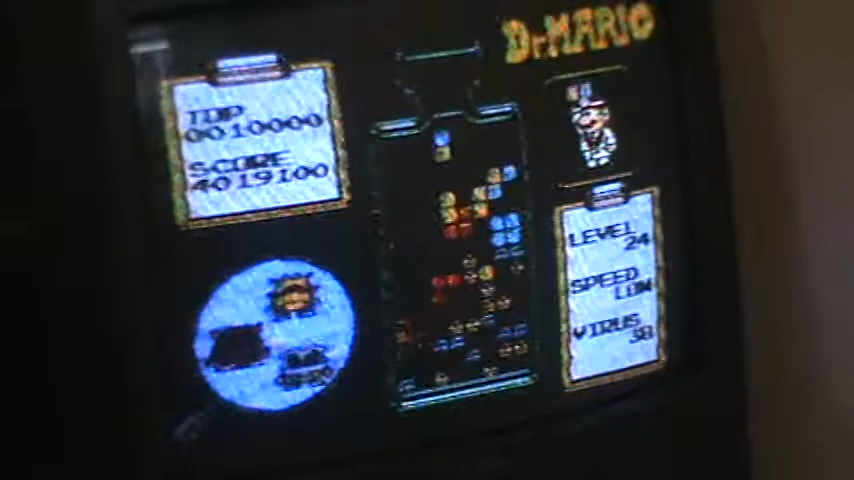 Dr.MARIO
TOP
0010000
SCORE
4019100
LEVEL
24
SPEED
LOW
VIRUS
38